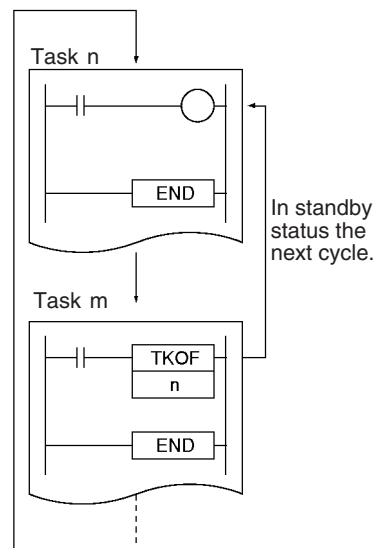 Task n
END
In standby
status the
next cycle.
Task m
TKOF
n
END